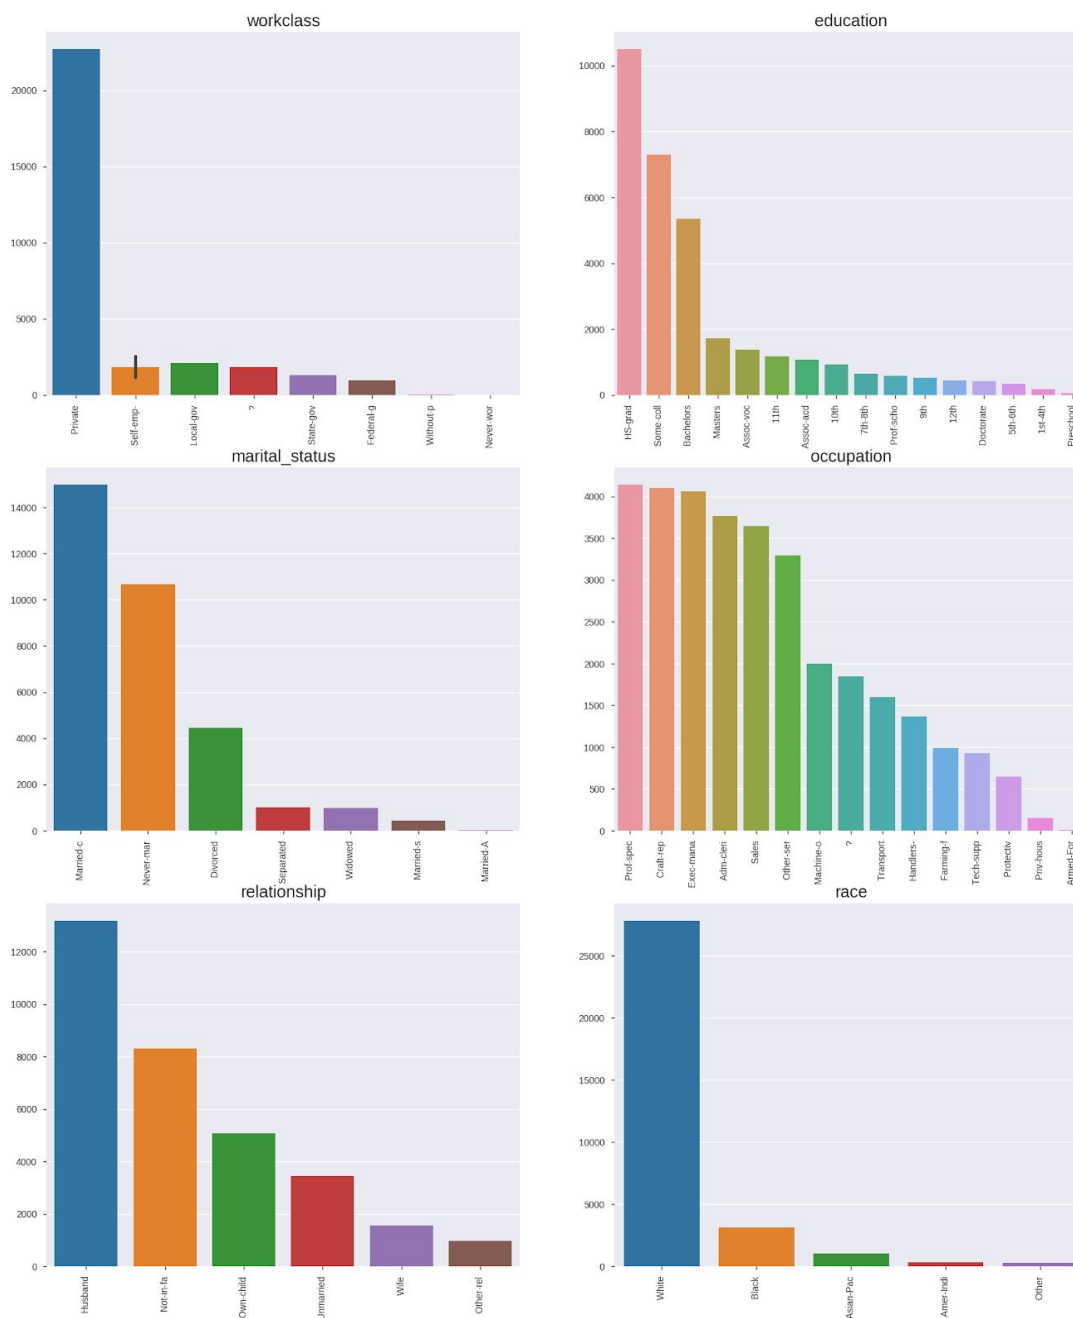 workclass
20000
15000
10000
5000
0
Private
Self-emp-
Local-gov
?
State-gov
Federal-g
Without-p
Never-wor
education
10000
8000
6000
4000
2000
0
HS-grad
Some-coll
Bachelors
Masters
Assoc-voc
11th
Assoc-acd
10th
7th-8th
Prof-scho
9th
12th
Doctorate
5th-6th
1st-4th
Preschool
marital_status
14000
12000
10000
8000
6000
4000
2000
0
Married-c
Never-mar
Divorced
Separated
Widowed
Married-s
Married-A
occupation
4000
3500
3000
2500
2000
1500
1000
500
0
Prof-spec
Craft-rep
Exec-mana
Adm-cleri
Sales
Other-ser
Machine-o
?
Transport
Handlers-
Farming-f
Tech-supp
Protectiv
Priv-hous
Armed-For
relationship
12000
10000
8000
6000
4000
2000
0
Husband
Not-in-fa
Own-child
Unmarried
Wife
Other-rel
race
25000
20000
15000
10000
5000
0
White
Black
Asian-Pac
Amer-Indi
Other